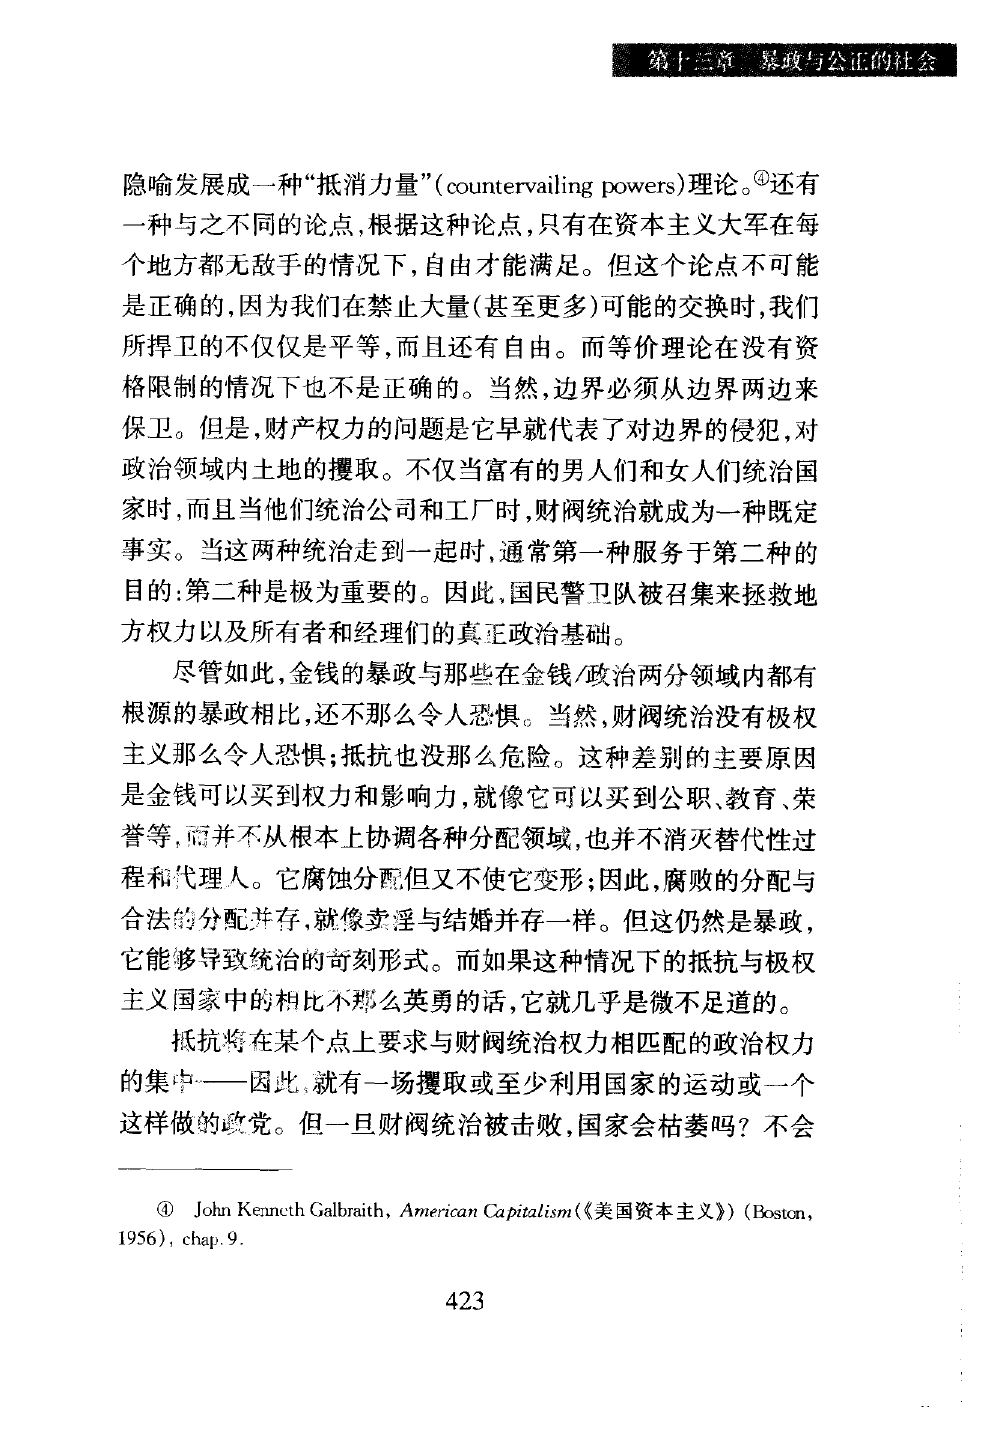 第十三章 暴政与公正的社会
隐喻发展成一种“抵消力量”(countervailing powers)理论。④还有
一种与之不同的论点,根据这种论点,只有在资本主义大军在每
个地方都无敌手的情况下,自由才能满足。但这个论点不可能
是正确的,因为我们在禁止大量(甚至更多)可能的交换时,我们
所捍卫的不仅仅是平等,而且还有自由。而等价理论在没有资
格限制的情况下也不是正确的。当然,边界必须从边界两边来
保卫。但是,财产权力的问题是它早就代表了对边界的侵犯,对
政治领域内土地的攫取。不仅当富有的男人们和女人们统治国
家时,而且当他们统治公司和工厂时,财阀统治就成为一种既定
事实。当这两种统治走到一起时,通常第一种服务于第二种的
目的:第二种是极为重要的。因此,国民警卫队被召集来拯救地
方权力以及所有者和经理们的真正政治基础。
尽管如此,金钱的暴政与那些在金钱/政治两分领域内都有
根源的暴政相比,还不那么令人恐惧。当然,财阀统治没有极权
主义那么令人恐惧;抵抗也没那么危险。这种差别的主要原因
是金钱可以买到权力和影响力,就像它可以买到公职、教育、荣
誉等,而并不从根本上协调各种分配领域,也并不消灭替代性过
程和代理人。它腐蚀分配但又不使它变形;因此,腐败的分配与
合法的分配并存,就像卖淫与结婚并存一样。但这仍然是暴政,
它能够导致统治的苛刻形式。而如果这种情况下的抵抗与极权
主义国家中的相比不那么英勇的话,它就几乎是微不足道的。
抵抗将在某个点上要求与财阀统治权力相匹配的政治权力
的集中——因此,就有一场攫取或至少利用国家的运动或一个
这样做的政党。但一旦财阀统治被击败,国家会枯萎吗？不会
④ John Kenneth Galbraith, American Capitalism(《美国资本主义》) (Boston,
1956), chap. 9.
423